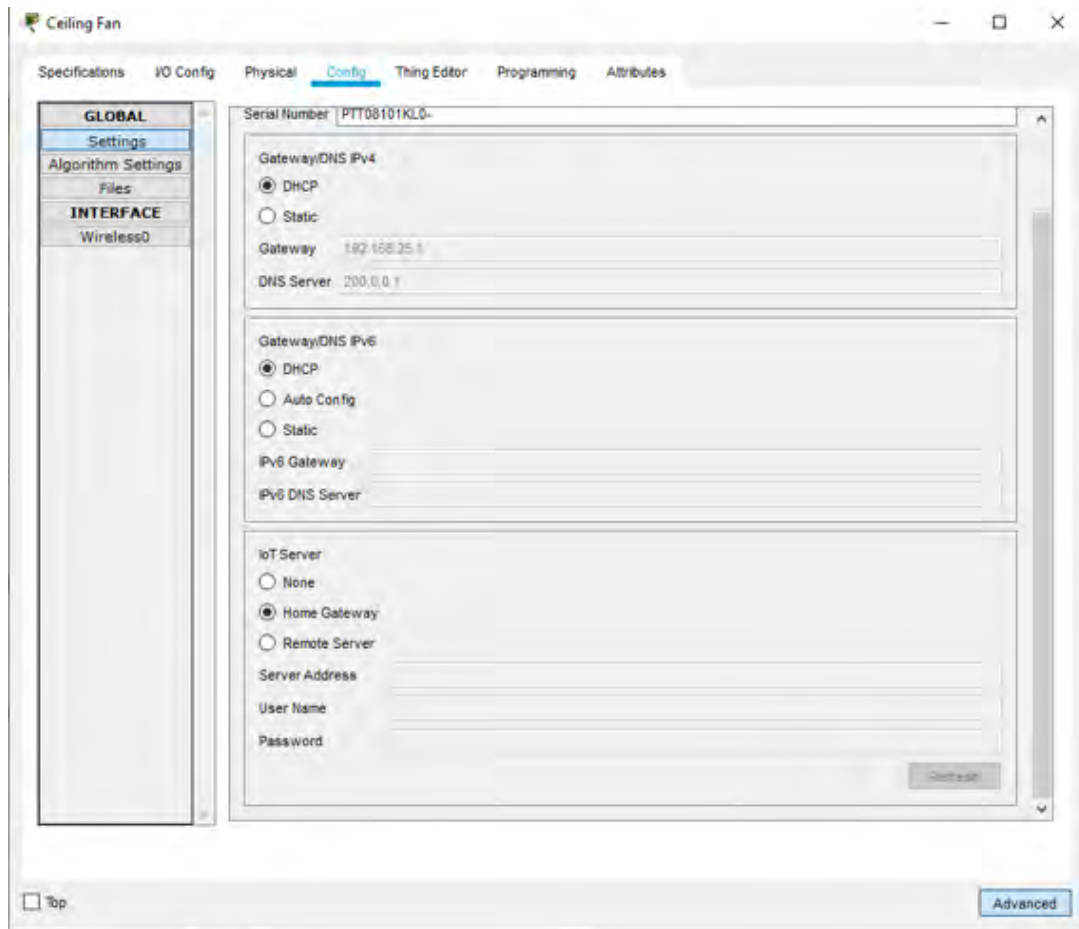 Ceiling Fan
Specifications I/O Config Physical Config Thing Editor Programming Attributes
GLOBAL
Settings
Algorithm Settings
Files
INTERFACE
Wireless0
Serial Number PTT08101KL0-
Gateway/DNS IPv4
DHCP
Static
Gateway 192.168.25.1
DNS Server 200.0.0.1
Gateway/DNS IPv6
DHCP
Auto Config
Static
IPv6 Gateway
IPv6 DNS Server
IoT Server
None
Home Gateway
Remote Server
Server Address
User Name
Password
Refresh
Top
Advanced